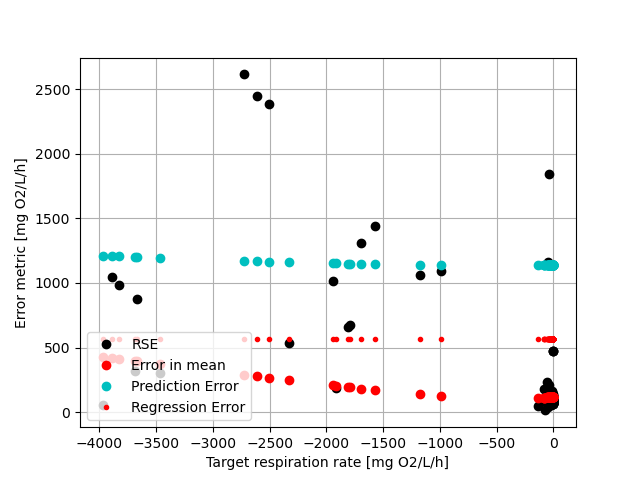 Error metric [mg O2/L/h]
2500
2000
1500
1000
500
0
RSE
Error in mean
Prediction Error
Regression Error
−4000 −3500 −3000 −2500 −2000 −1500 −1000 −500 0
Target respiration rate [mg O2/L/h]